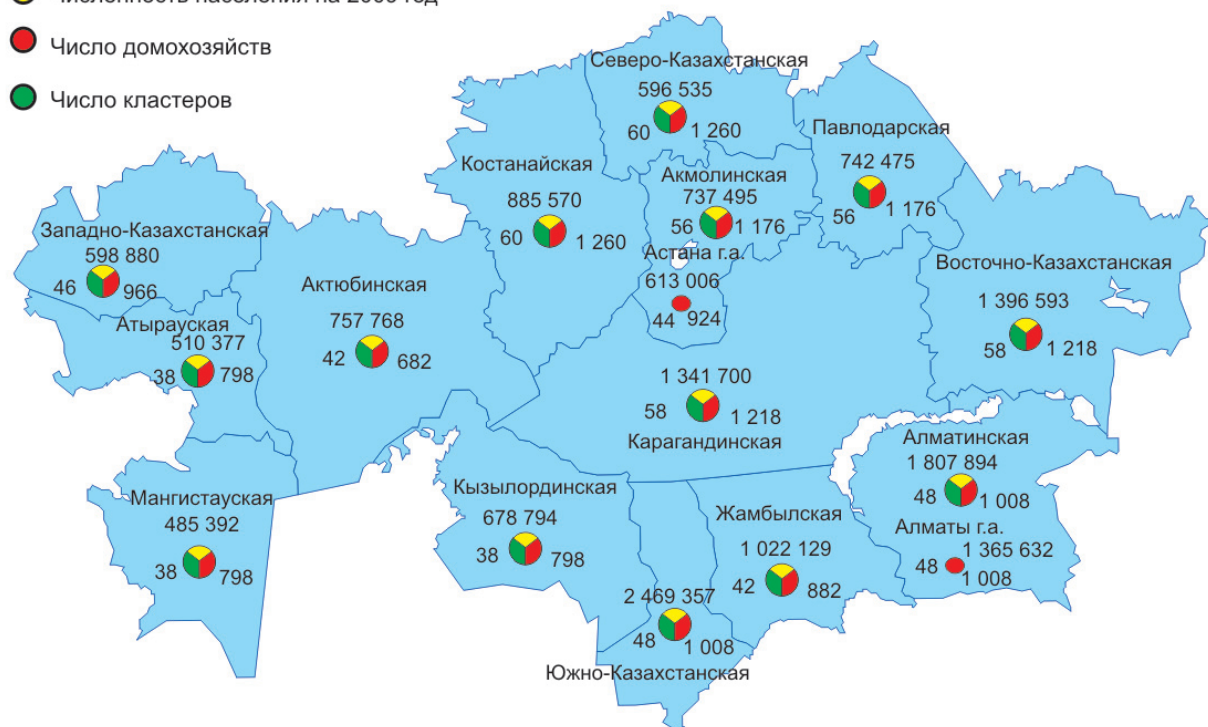 Число домохозяйств
Число кластеров
Северо-Казахстанская
596 535
60 1 260
Павлодарская
742 475
56 1 176
Костанайская
885 570
60 1 260
Акмолинская
737 495
56 1 176
Астана г.а.
613 006
44 924
Западно-Казахстанская
598 880
46 966
Актюбинская
757 768
42 682
Атырауская
510 377
38 798
Восточно-Казахстанская
1 396 593
58 1 218
1 341 700
58 1 218
Карагандинская
Мангистауская
485 392
38 798
Кызылординская
678 794
38 798
Жамбылская
1 022 129
42 882
Алматинская
1 807 894
48 1 008
Алматы г.а.
1 365 632
48
1 008
2 469 357
48 1 008
Южно-Казахстанская